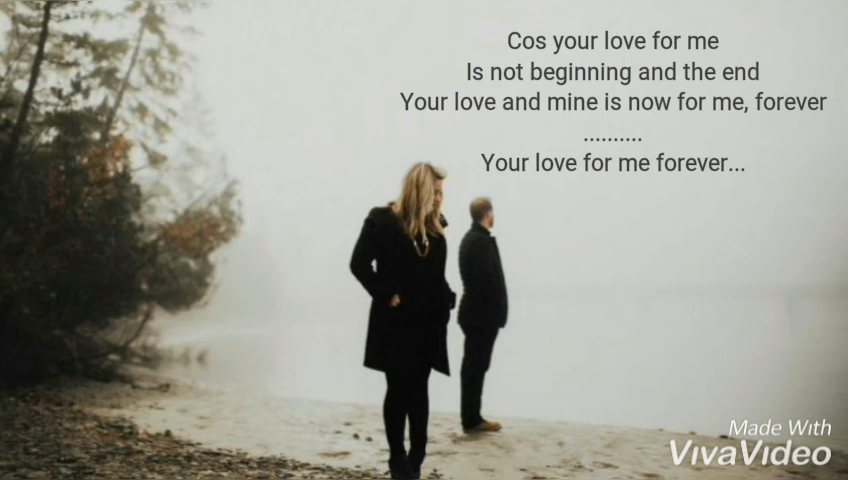 Cos your love for me
Is not beginning and the end
Your love and mine is now for me, forever
..........
Your love for me forever...
Made With
VivaVideo